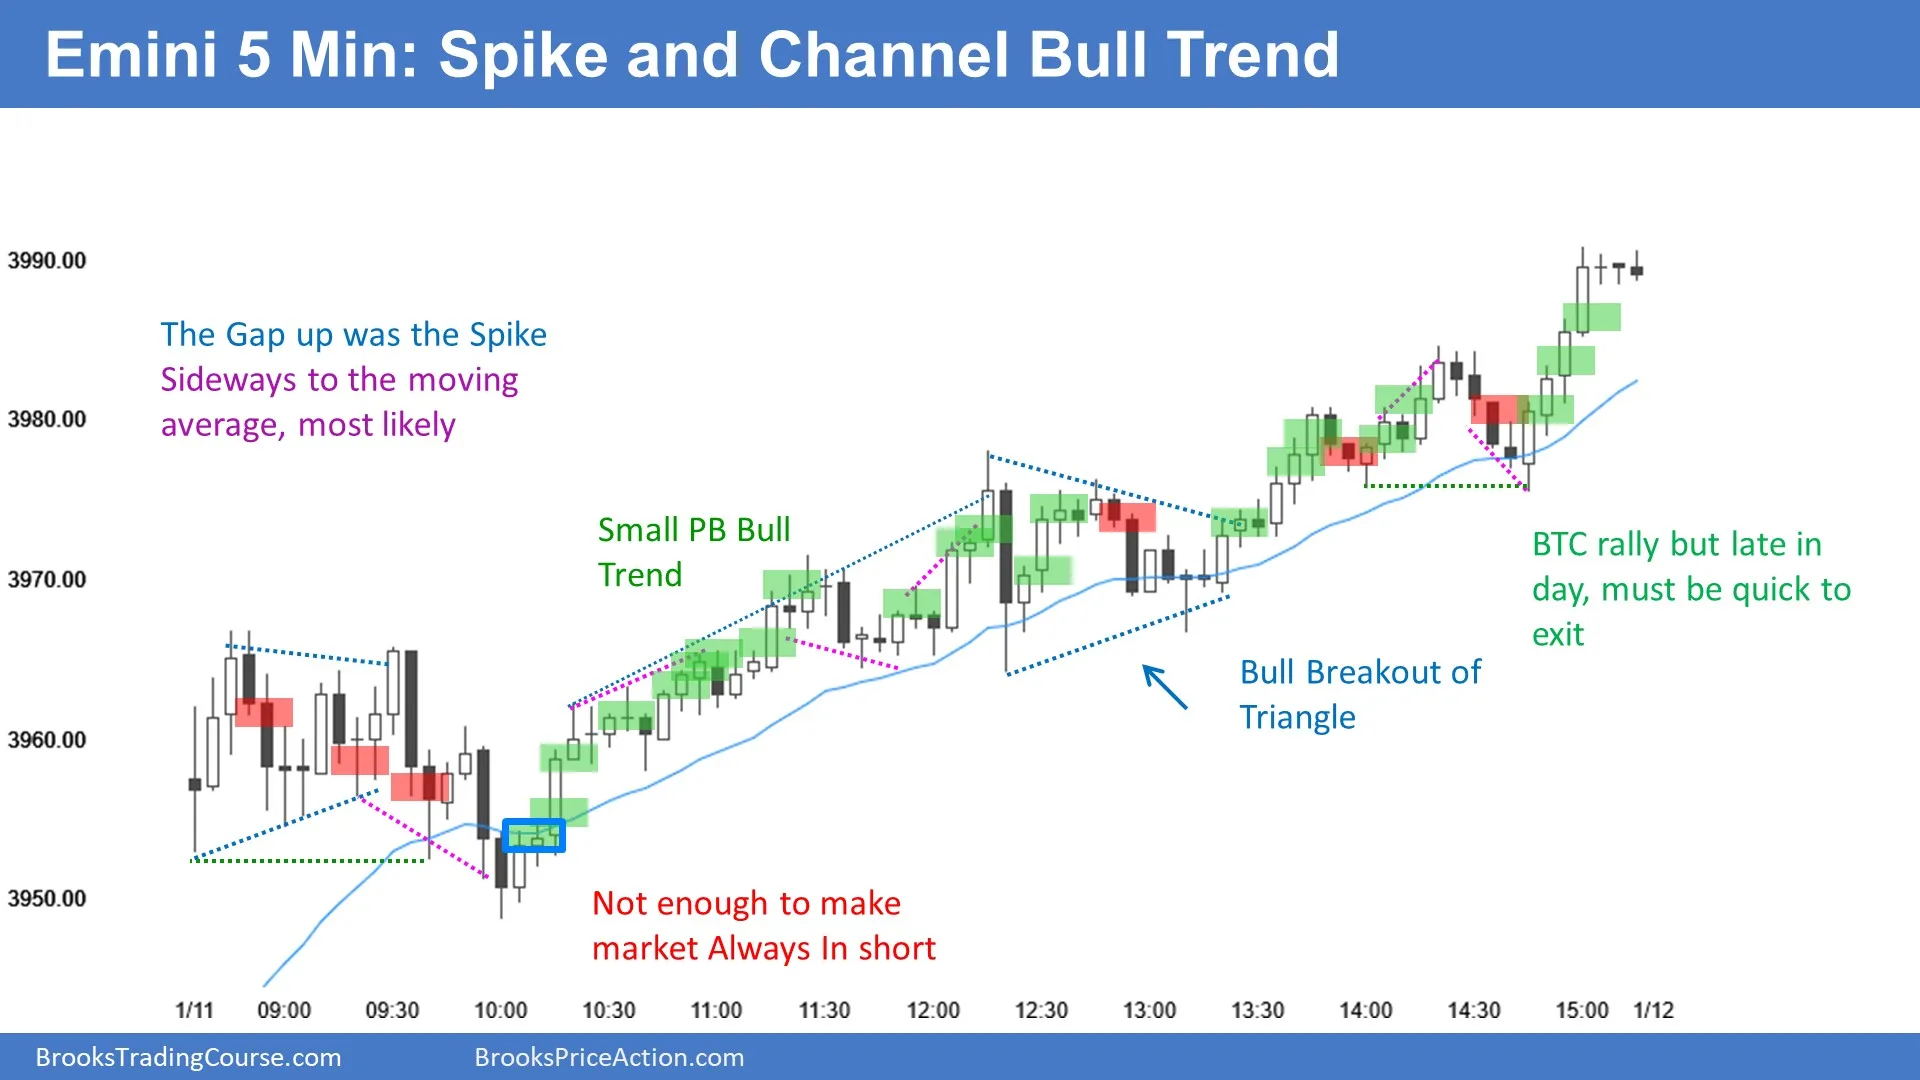 Emini 5 Min: Spike and Channel Bull Trend
3990.00
3980.00
3970.00
3960.00
3950.00
The Gap up was the Spike
Sideways to the moving
average, most likely
Small PB Bull
Trend
Not enough to make
market Always In short
Bull Breakout of
Triangle
BTC rally but late in
day, must be quick to
exit
1/11 09:00 09:30 10:00 10:30 11:00 11:30 12:00 12:30 13:00 13:30 14:00 14:30 15:00 1/12
BrooksTradingCourse.com BrooksPriceAction.com